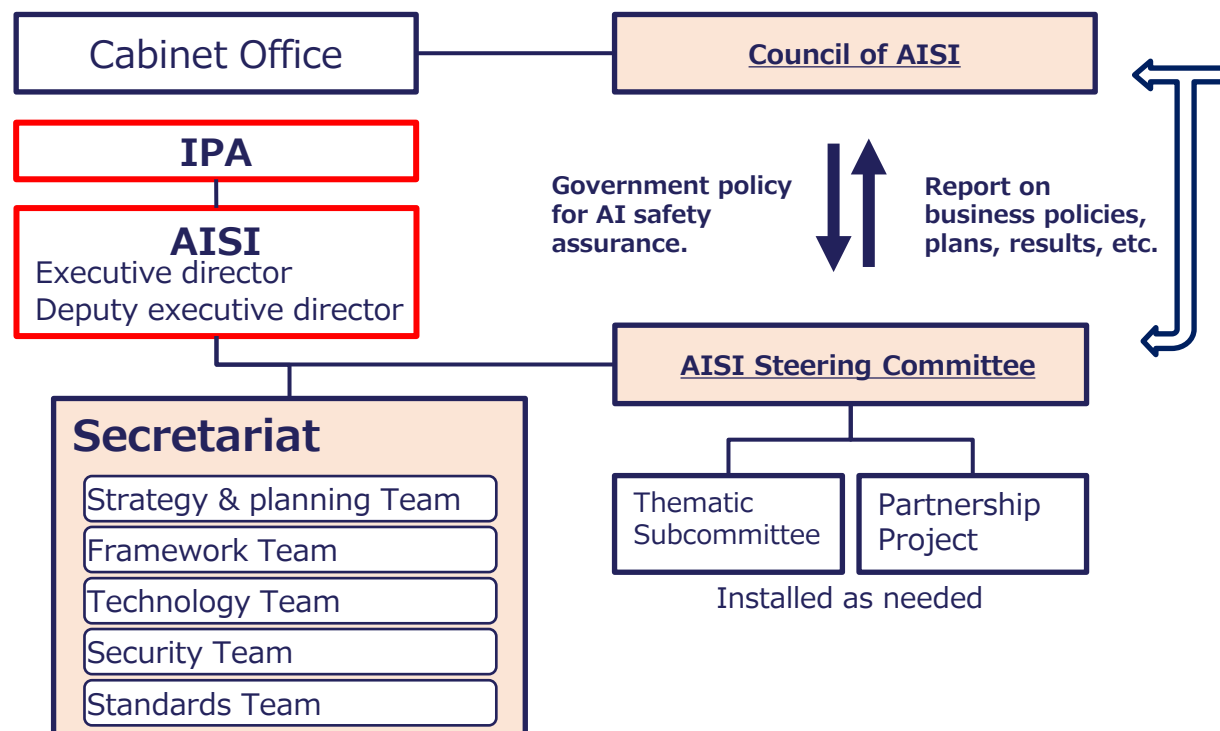 Cabinet Office
Council of AISI
IPA
AISI
Executive director
Deputy executive director
Government policy
for AI safety
assurance.
Report on
business policies,
plans, results, etc.
AISI Steering Committee
Secretariat
Strategy & planning Team
Framework Team
Technology Team
Security Team
Standards Team
Thematic
Subcommittee
Partnership
Project
Installed as needed